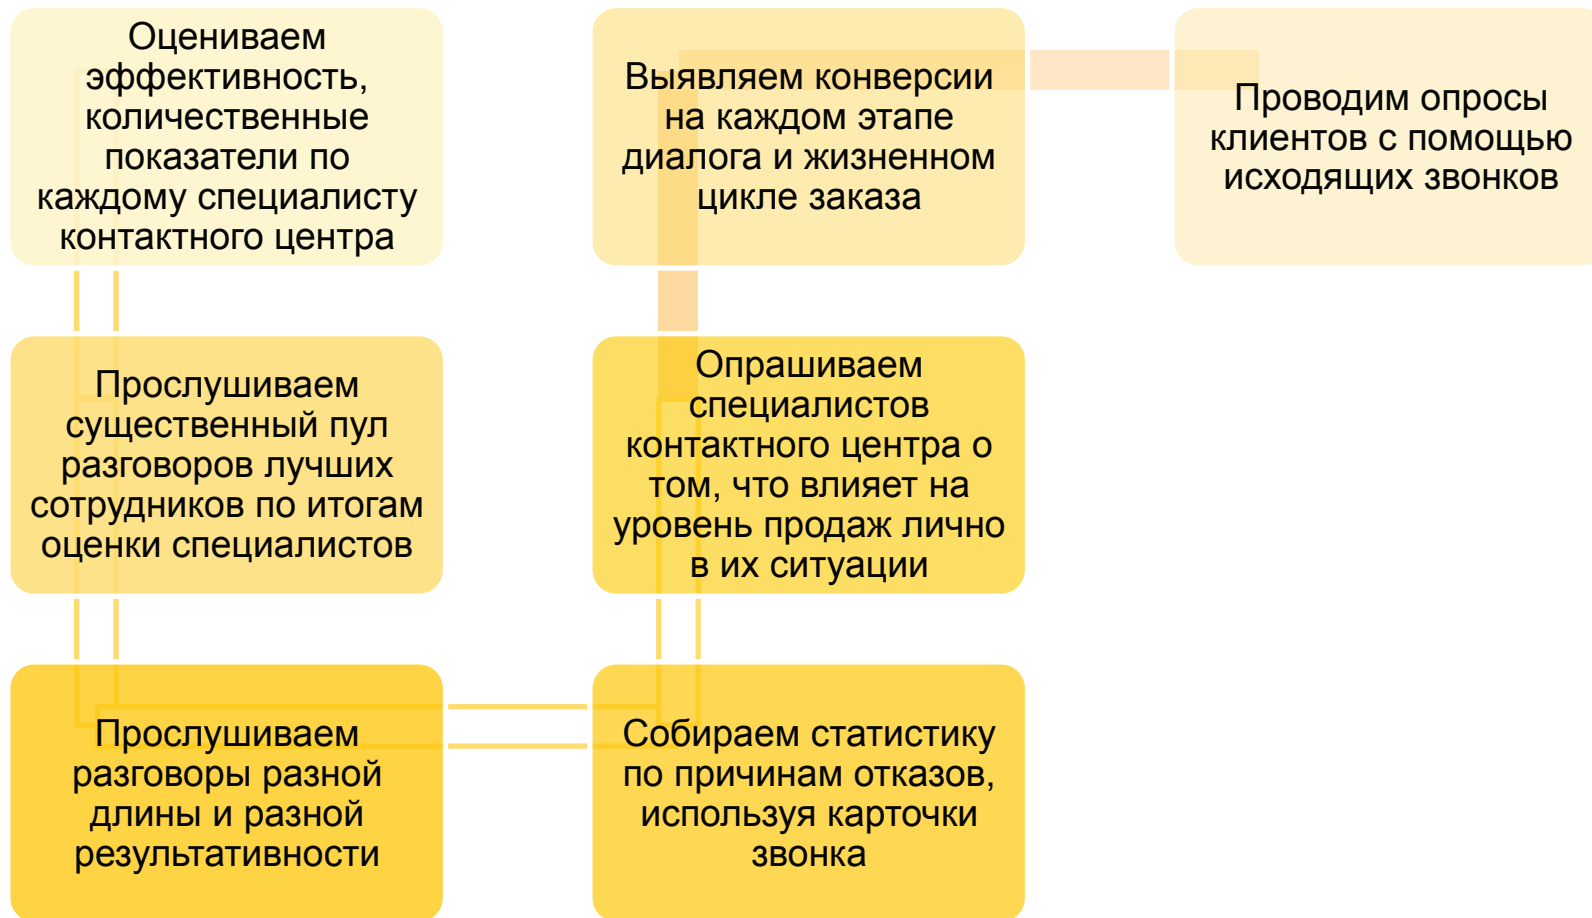 Оцениваем
эффективность,
количественные
показатели по
каждому специалисту
контактного центра
Прослушиваем
существенный пул
разговоров лучших
сотрудников по итогам
оценки специалистов
Прослушиваем
разговоры разной
длины и разной
результативности
Собираем статистику
по причинам отказов,
используя карточки
звонка
Опрашиваем
специалистов
контактного центра о
том, что влияет на
уровень продаж лично
в их ситуации
Выявляем конверсии
на каждом этапе
диалога и жизненном
цикле заказа
Проводим опросы
клиентов с помощью
исходящих звонков